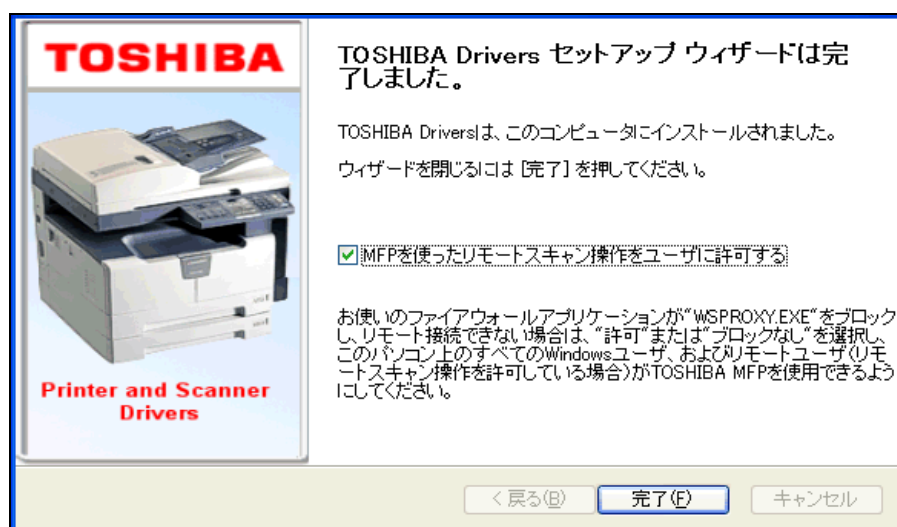 TOSHIBA
Printer and Scanner
Drivers
TOSHIBA Drivers セットアップ ウィザードは完
了しました。
TOSHIBA Driversは、このコンピュータにインストールされました。
ウィザードを閉じるには [完了] を押してください。
MFPを使ったリモートスキャン操作をユーザに許可する
お使いのファイアウォールアプリケーションが"WSPROXY.EXE"をブロック
し、リモート接続できない場合は、"許可"または"ブロックなし"を選択し、
このパソコン上のすべてのWindowsユーザ、およびリモートユーザ(リモ
ートスキャン操作を許可している場合)がTOSHIBA MFPを使用できるよう
にしてください。
< 戻る(B)
完了(F)
キャンセル